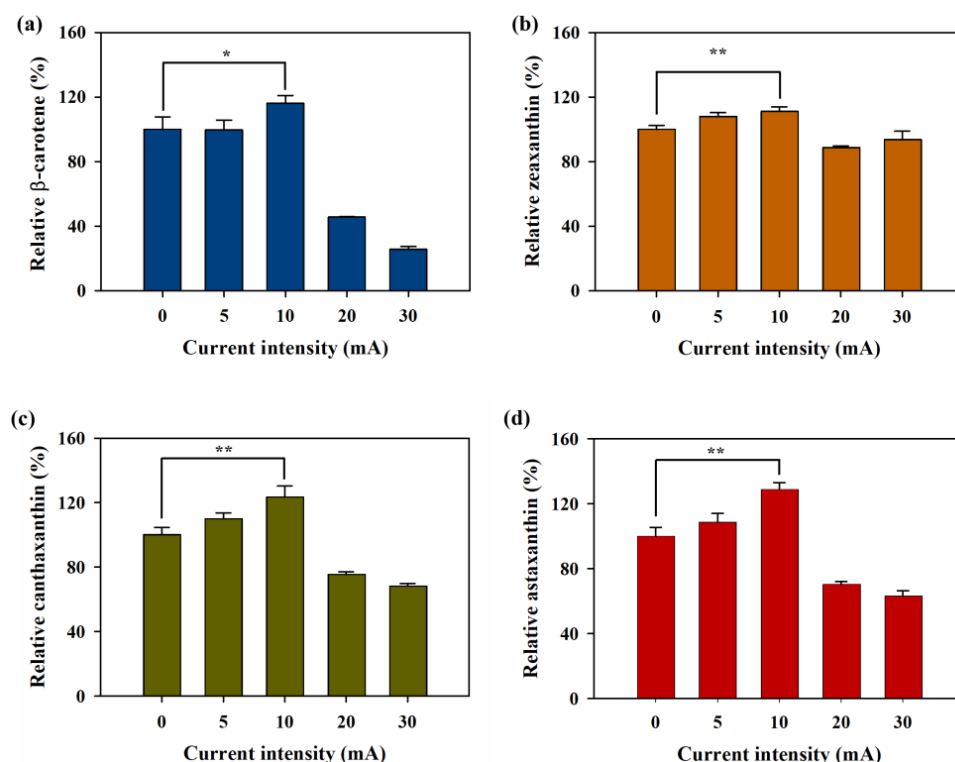 (a)
Relative β-carotene (%)
160
120
80
40
0
*
0 5 10 20 30
Current intensity (mA)
(b)
Relative zeaxanthin (%)
160
120
80
40
0
**
0 5 10 20 30
Current intensity (mA)
(c)
Relative canthaxanthin (%)
160
120
80
40
0
**
0 5 10 20 30
Current intensity (mA)
(d)
Relative astaxanthin (%)
160
120
80
40
0
**
0 5 10 20 30
Current intensity (mA)